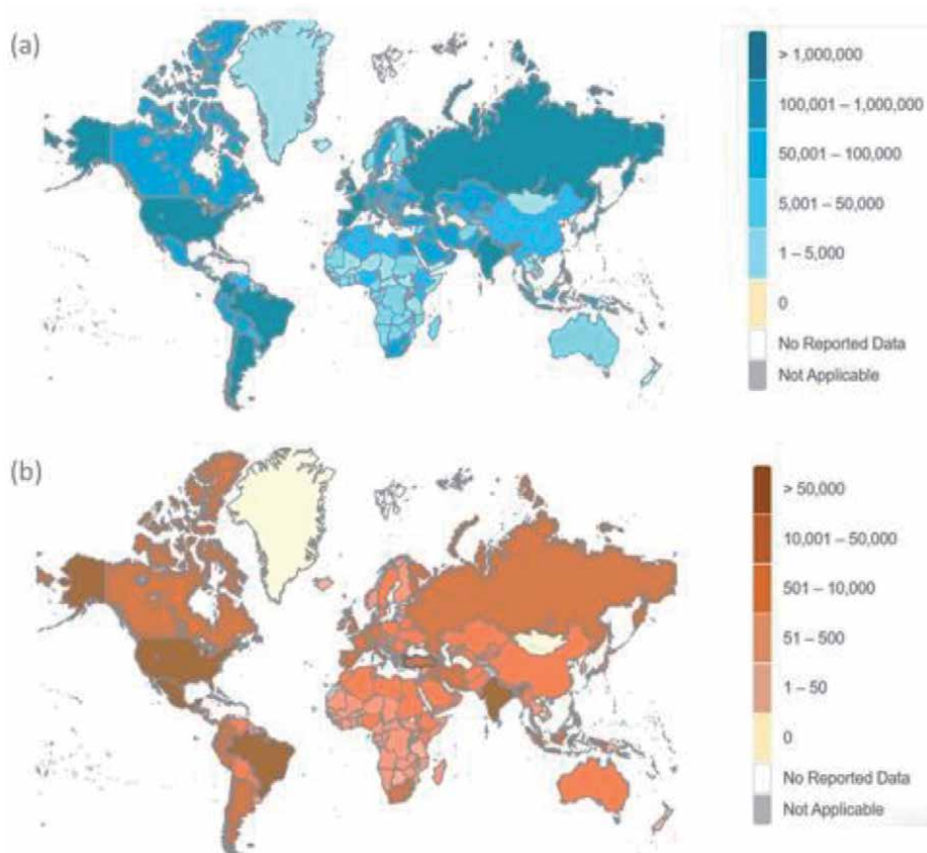 (a)
> 1,000,000
100,001 – 1,000,000
50,001 – 100,000
5,001 – 50,000
1 – 5,000
0
No Reported Data
Not Applicable
(b)
> 50,000
10,001 – 50,000
501 – 10,000
51 – 500
1 – 50
0
No Reported Data
Not Applicable